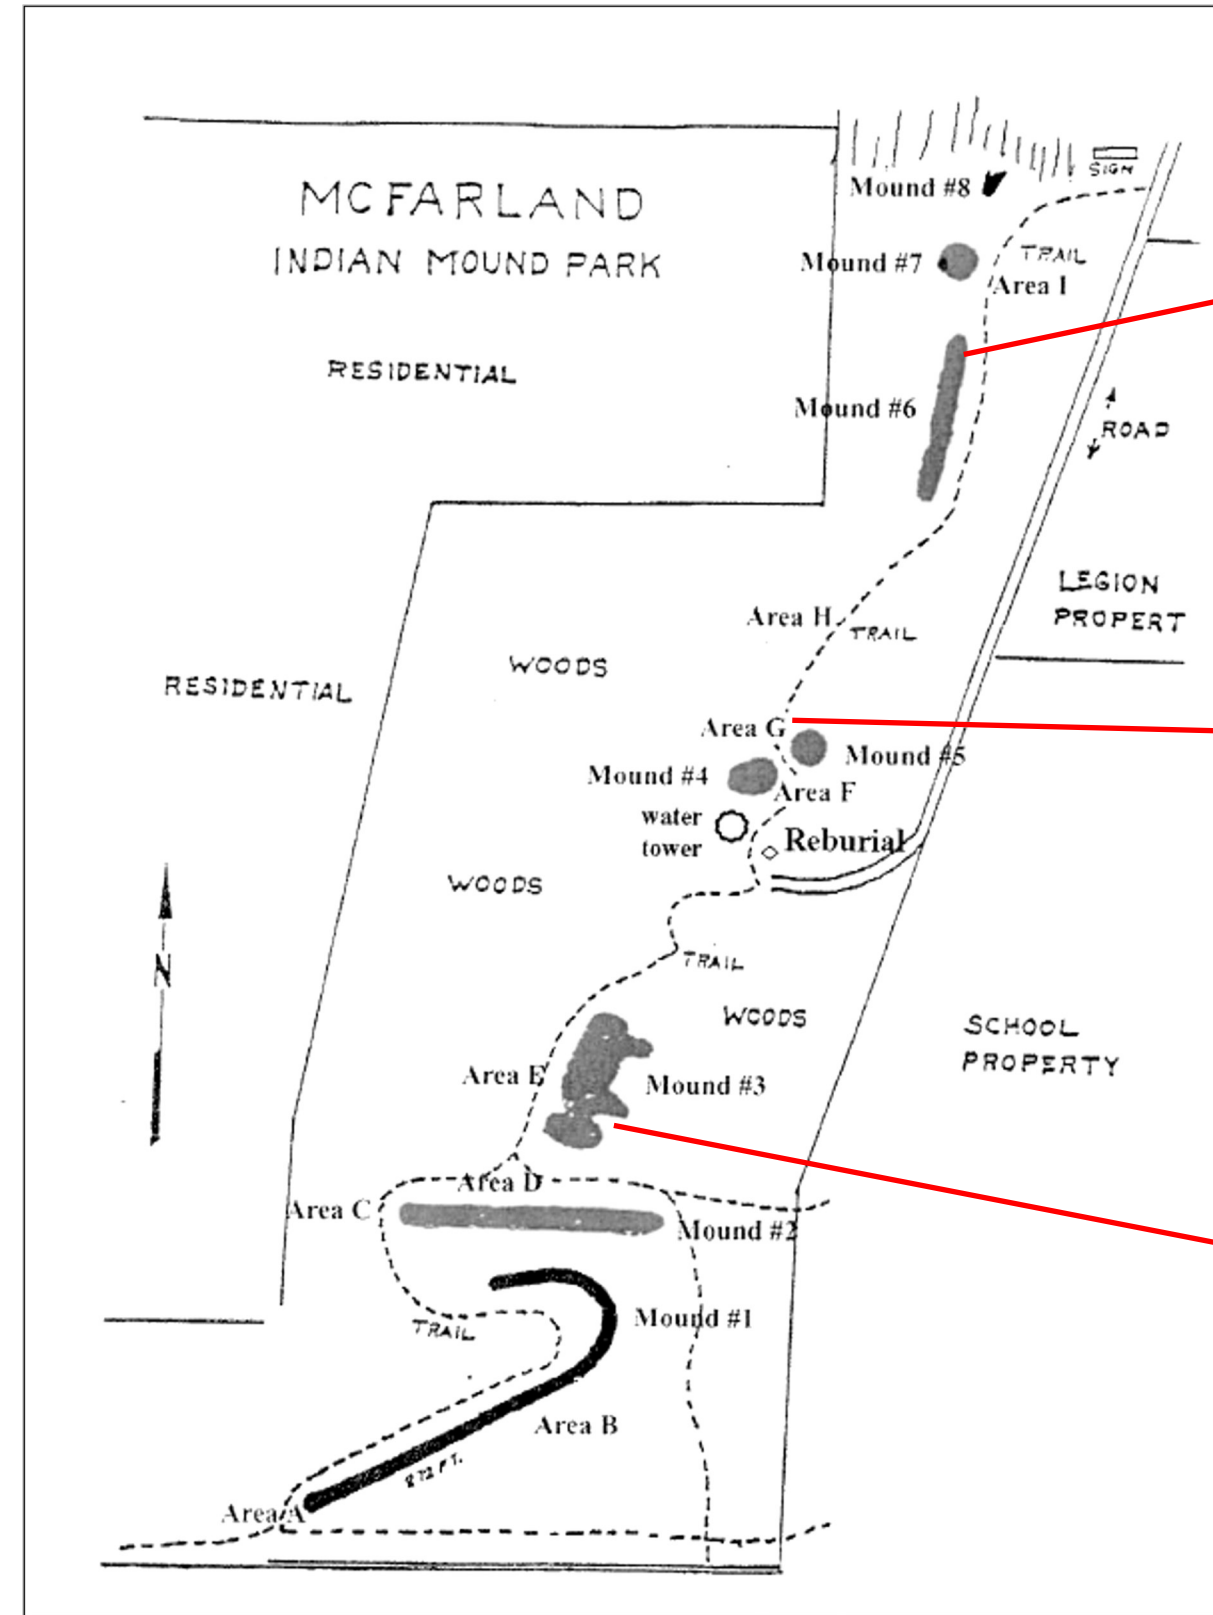 MCFARLAND
INDIAN MOUND PARK
SIGN
Mound #8
TRAIL
Mound #7
Area I
RESIDENTIAL
Mound #6
ROAD
LEGION
PROPERT
Area H
TRAIL
WOODS
RESIDENTIAL
Area G
Mound #5
Mound #4
Area F
water
tower
Reburial
WOODS
N
TRAIL
WOODS
SCHOOL
PROPERTY
Area E
Mound #3
Area D
Area C
Mound #2
Mound #1
TRAIL
Area B
872 FT.
Area A